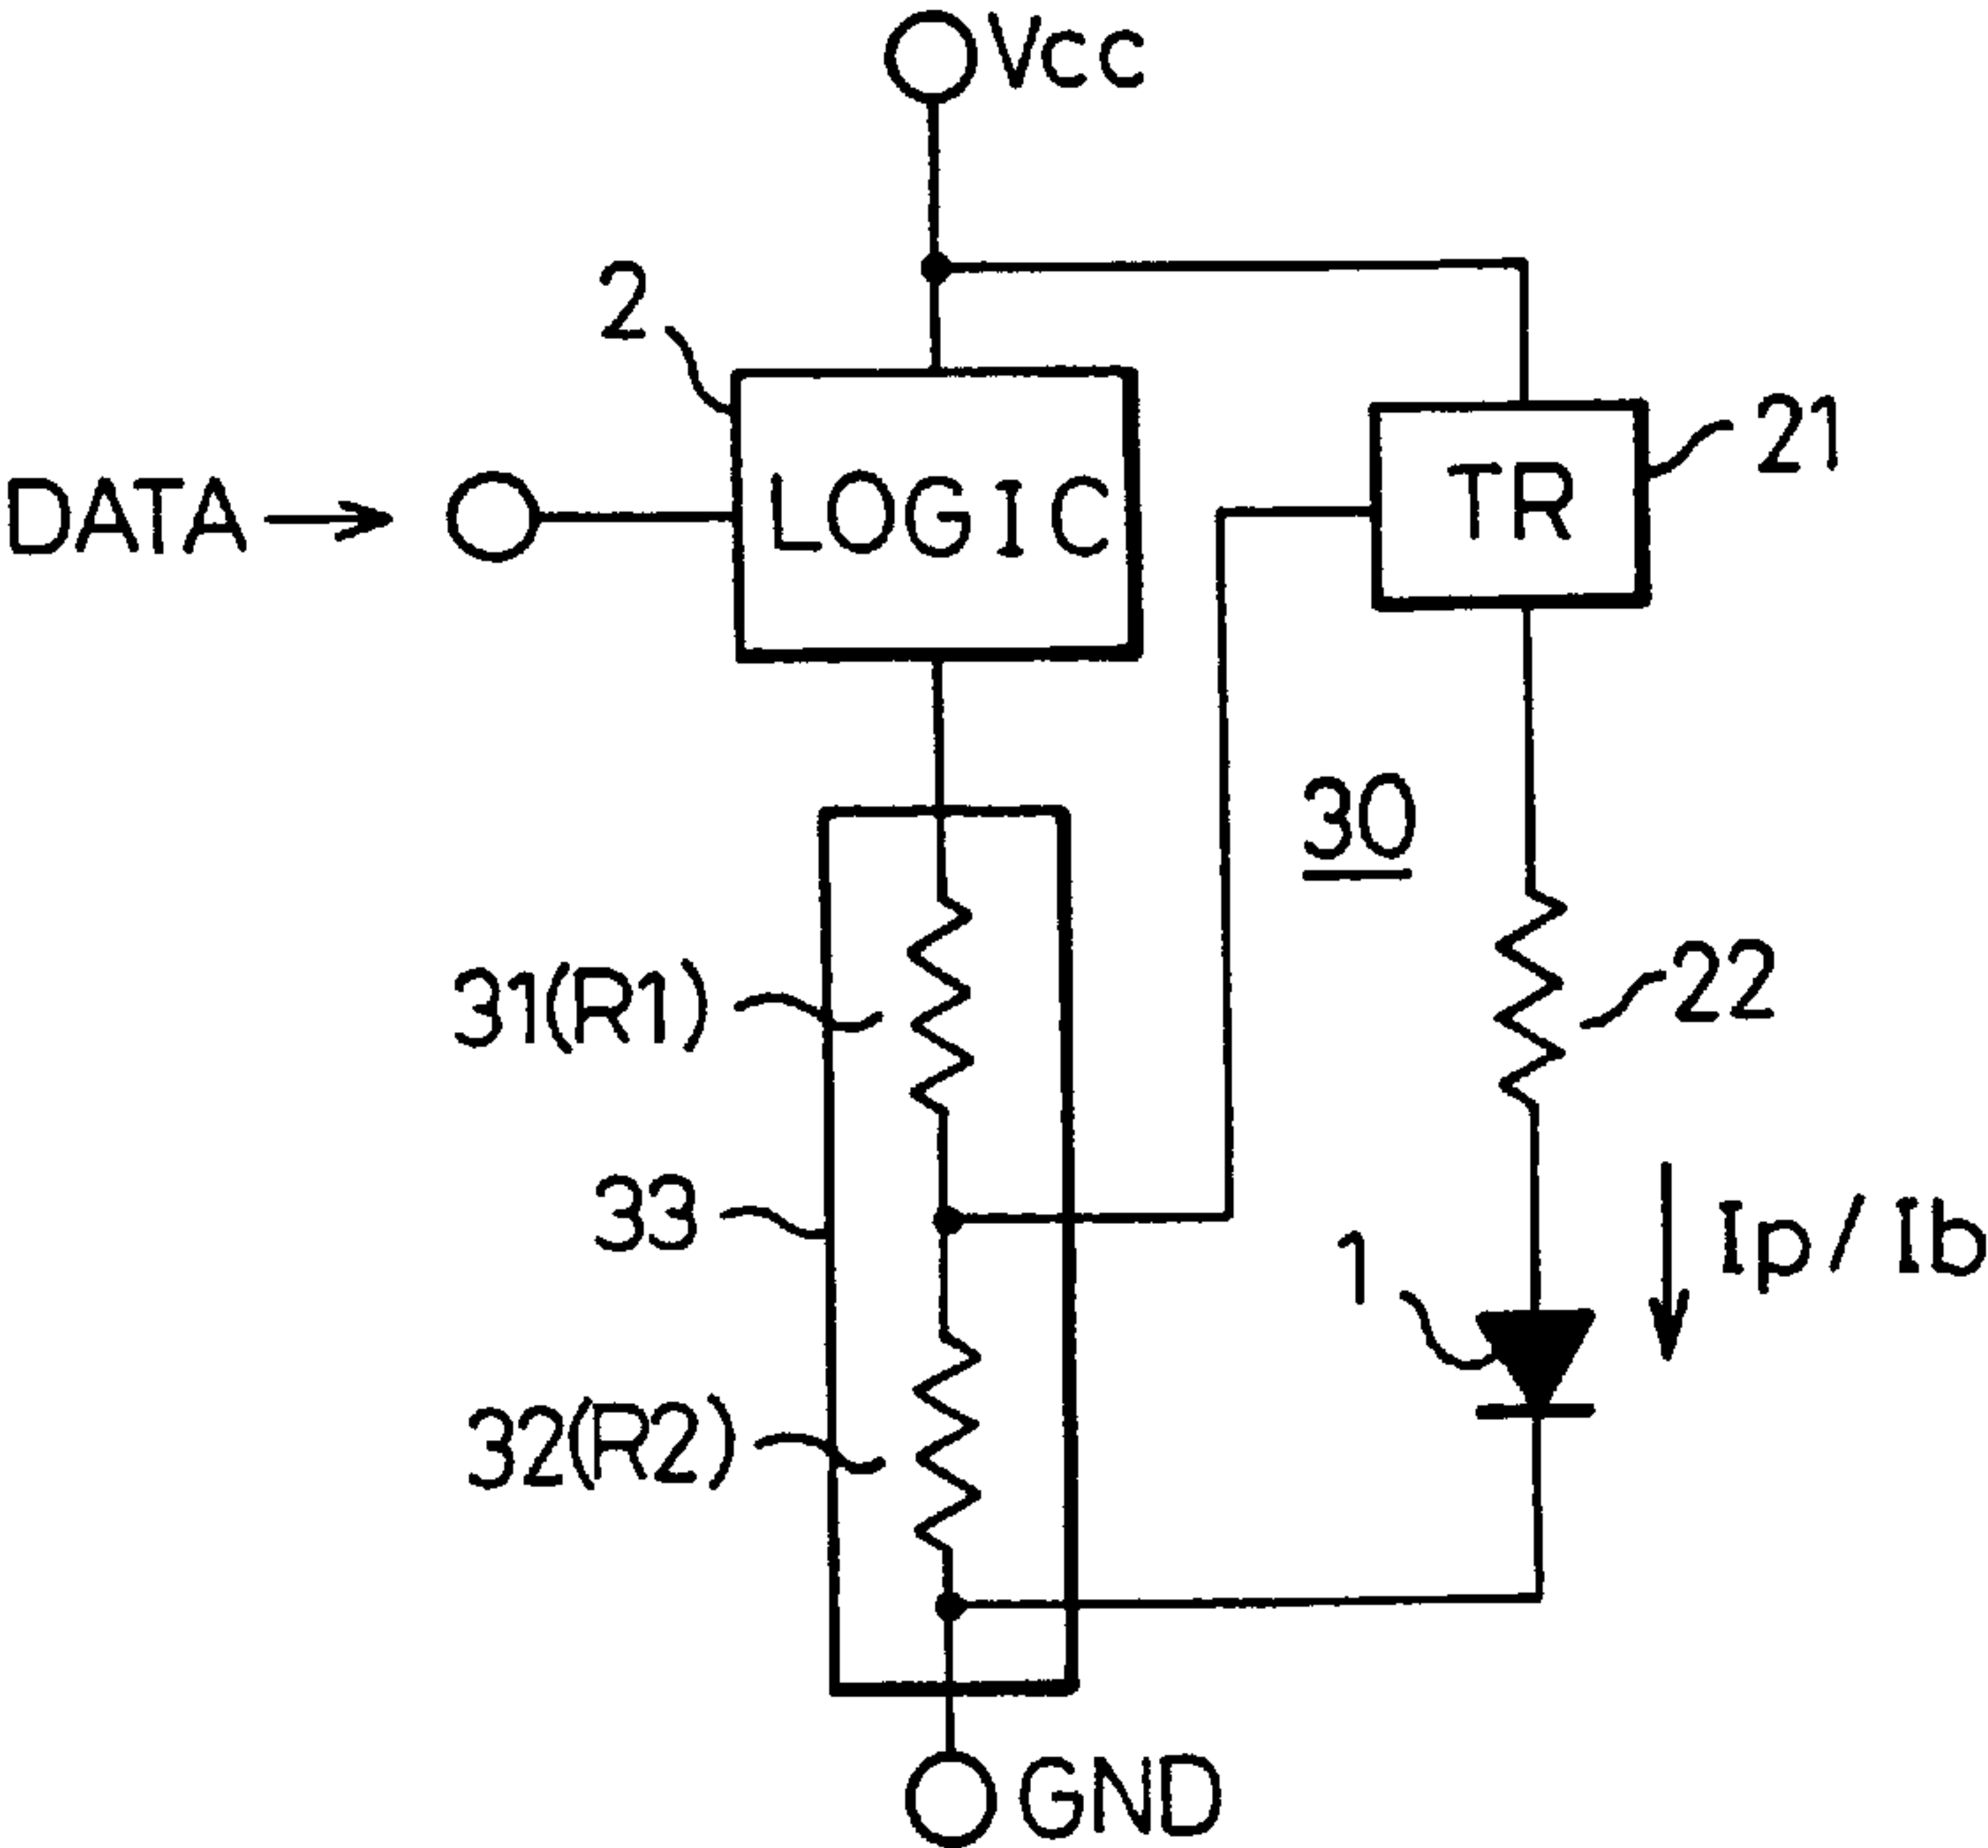 Vcc
2
21
DATA
LOGIC
TR
30
31(R1)
22
33
1
Ip/Ib
32(R2)
GND